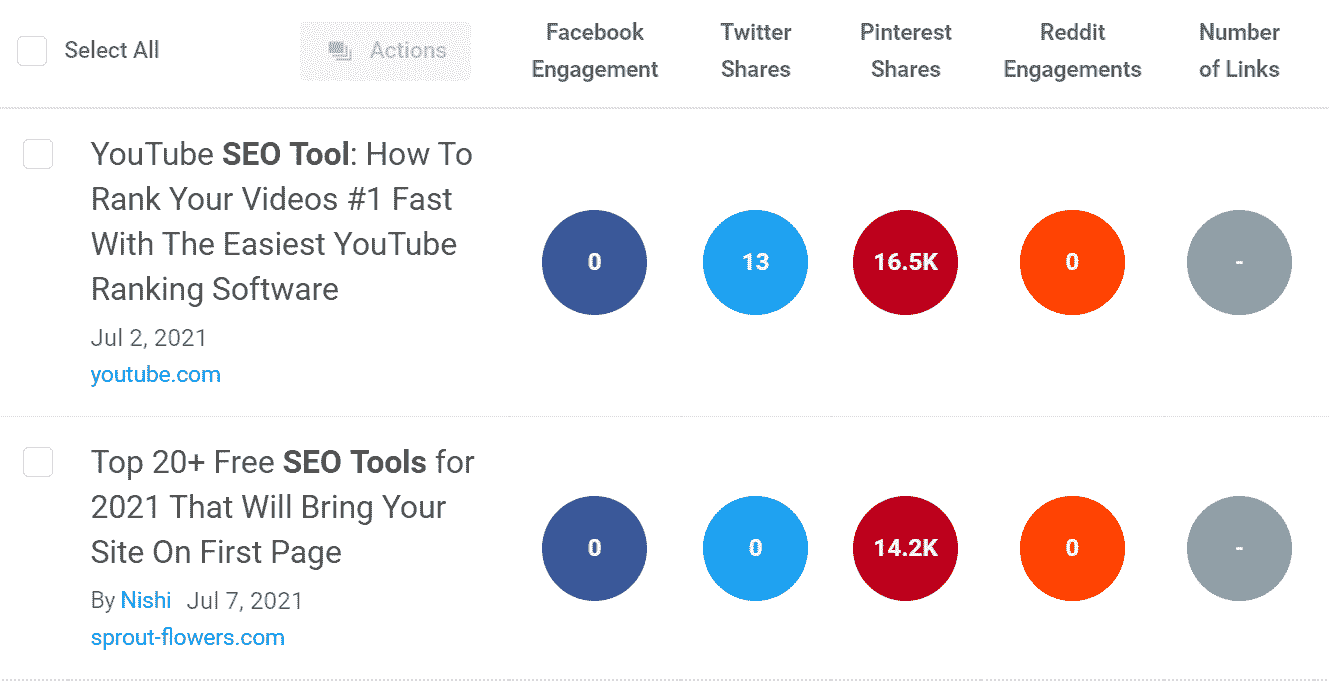 Select All
Actions
Facebook
Engagement
Twitter
Shares
Pinterest
Shares
Reddit
Engagements
Number
of Links
YouTube SEO Tool: How To
Rank Your Videos #1 Fast
With The Easiest YouTube
Ranking Software
Jul 2, 2021
youtube.com
0
13
16.5K
0
-
Top 20+ Free SEO Tools for
2021 That Will Bring Your
Site On First Page
By Nishi Jul 7, 2021
sprout-flowers.com
0
0
14.2K
0
-